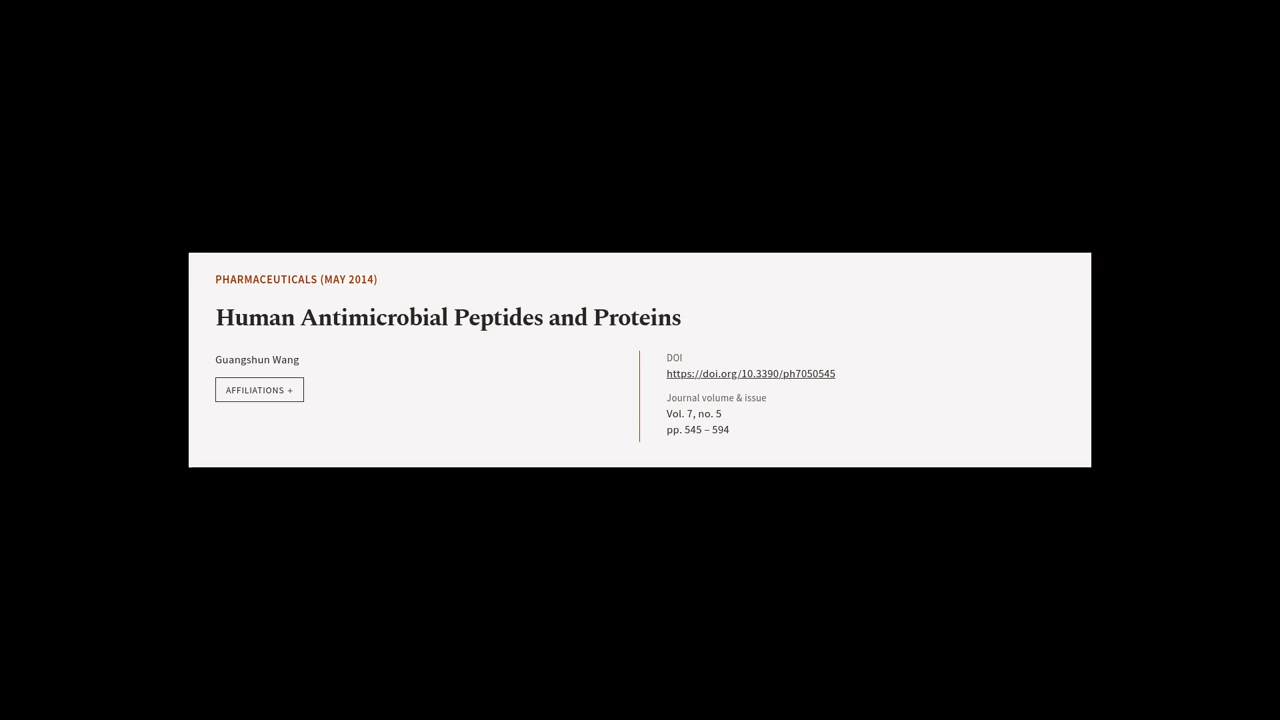 PHARMACEUTICALS (MAY 2014)
Human Antimicrobial Peptides and Proteins
Guangshun Wang
AFFILIATIONS +
DOI
https://doi.org/10.3390/ph7050545
Journal volume & issue
Vol. 7, no. 5
pp. 545 – 594